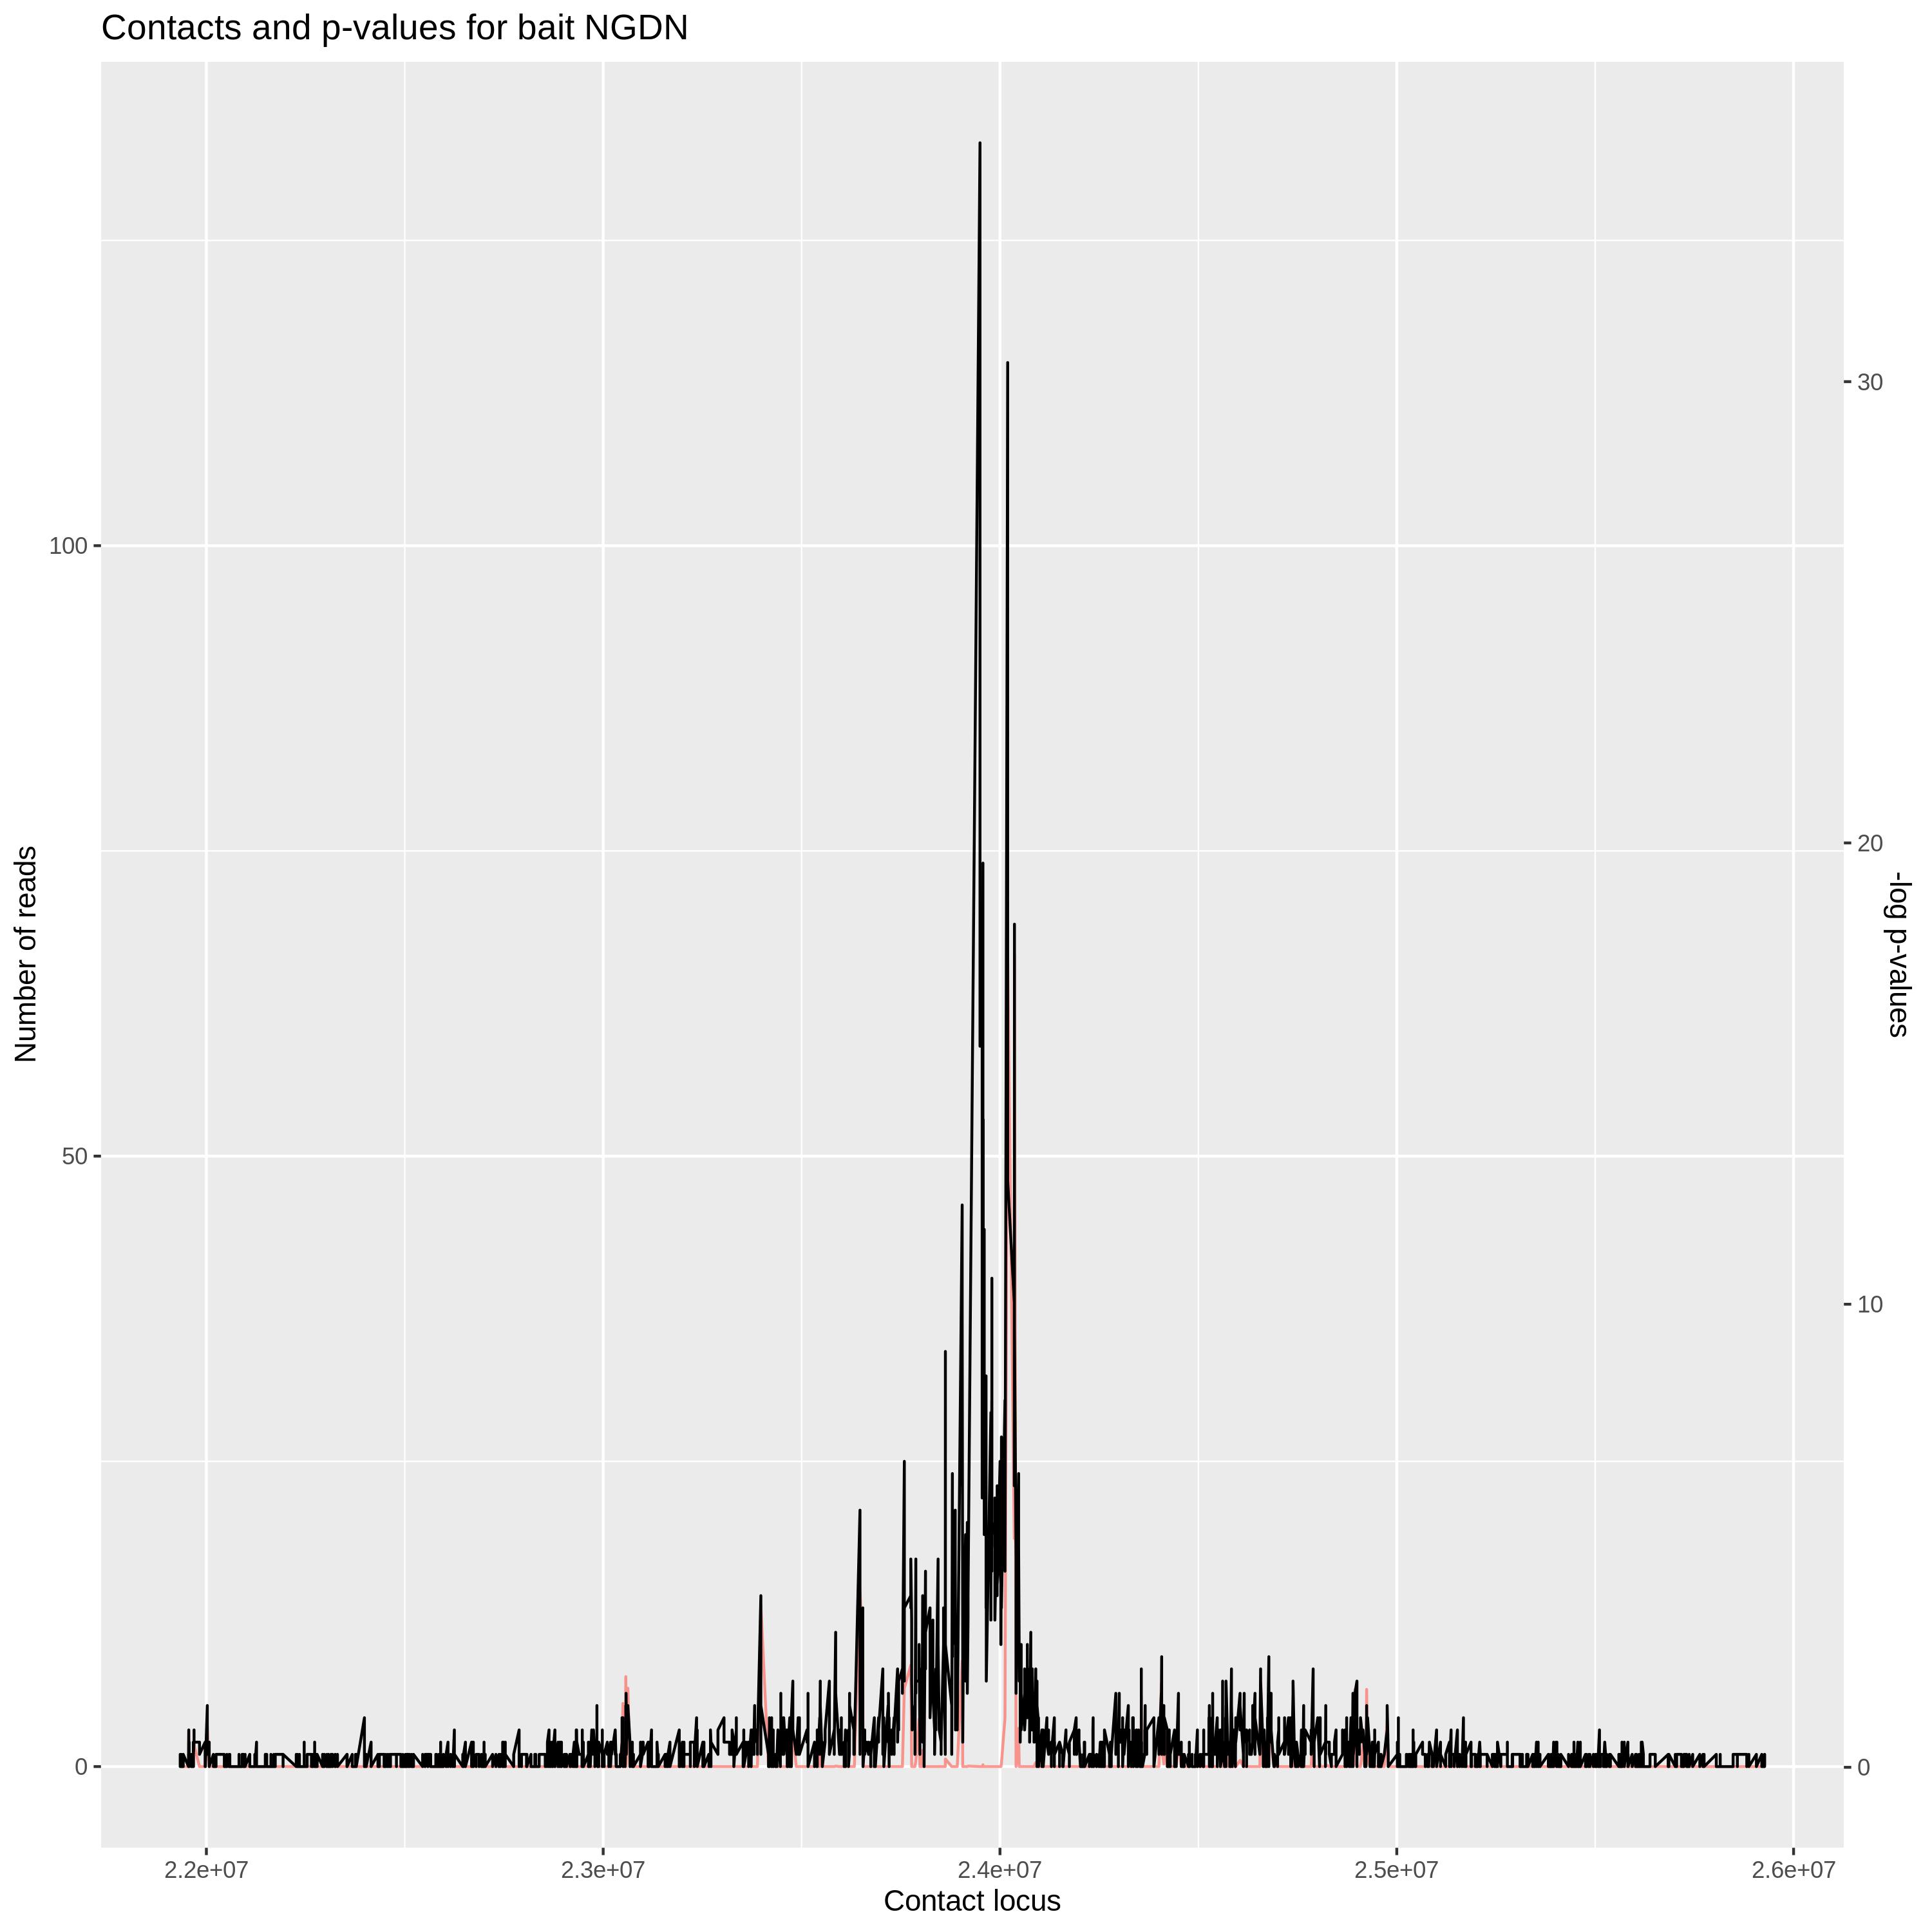 Contacts and p-values for bait NGDN
Number of reads
100
50
0
30
20
10
0
-log p-values
2.2e+07
2.3e+07
2.4e+07
2.5e+07
2.6e+07
Contact locus